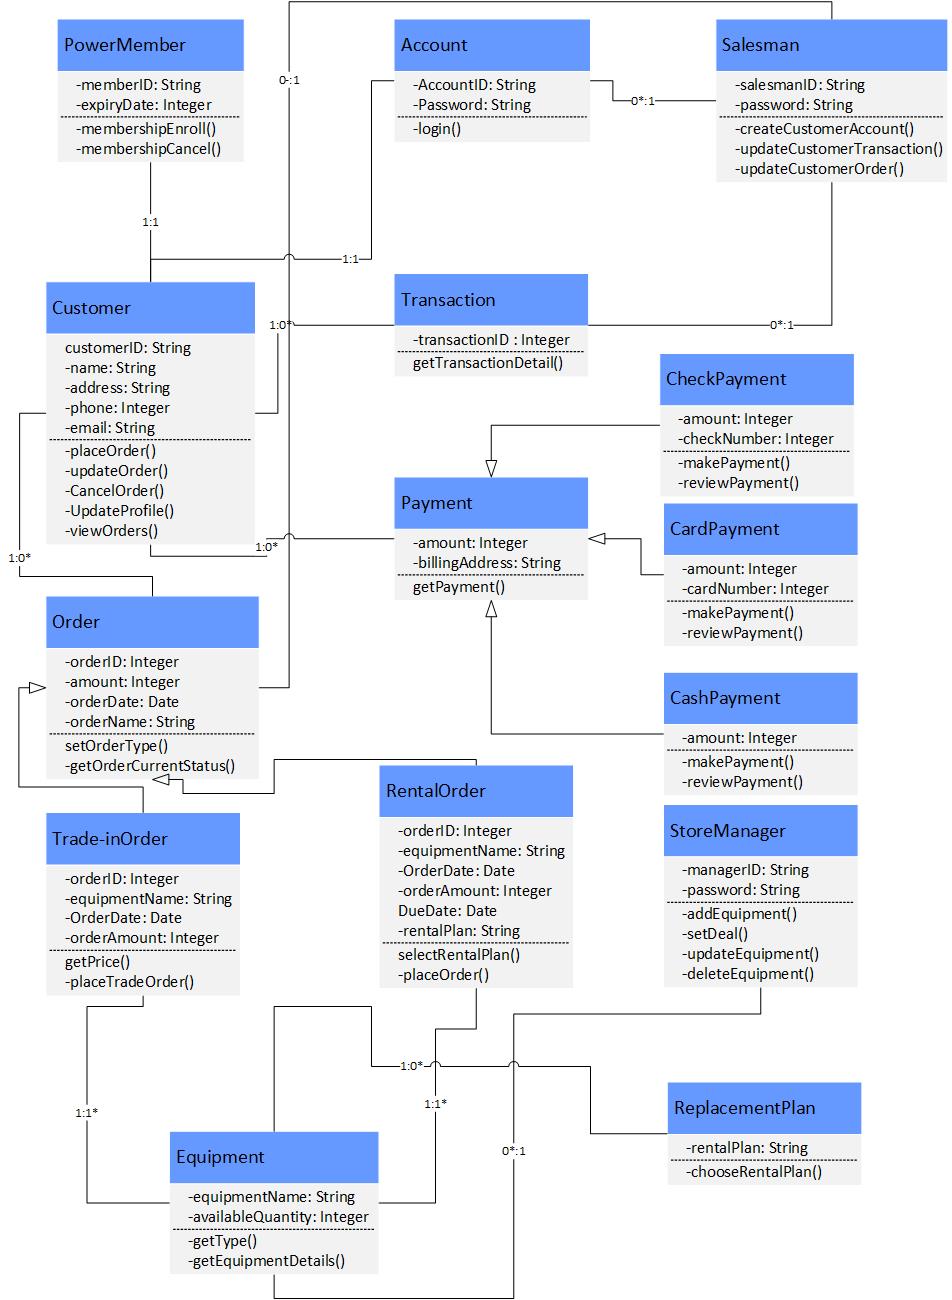 PowerMember
-memberID: String
-expiryDate: Integer
-membershipEnroll()
-membershipCancel()
Account
-AccountID: String
-Password: String
-login()
Salesman
-salesmanID: String
-password: String
-createCustomerAccount()
-updateCustomerTransaction()
-updateCustomerOrder()
0-:1
0*:1
1:1
1:1
Customer
customerID: String
-name: String
-address: String
-phone: Integer
-email: String
-placeOrder()
-updateOrder()
-CancelOrder()
-UpdateProfile()
-viewOrders()
1:0*
Transaction
-transactionID : Integer
getTransactionDetail()
0*:1
CheckPayment
-amount: Integer
-checkNumber: Integer
-makePayment()
-reviewPayment()
Payment
-amount: Integer
-billingAddress: String
getPayment()
CardPayment
-amount: Integer
-cardNumber: Integer
-makePayment()
-reviewPayment()
1:0*
1:0*
Order
-orderID: Integer
-amount: Integer
-orderDate: Date
-orderName: String
setOrderType()
-getOrderCurrentStatus()
CashPayment
-amount: Integer
-makePayment()
-reviewPayment()
RentalOrder
-orderID: Integer
-equipmentName: String
-OrderDate: Date
-orderAmount: Integer
DueDate: Date
-rentalPlan: String
selectRentalPlan()
-placeOrder()
StoreManager
-managerID: String
-password: String
-addEquipment()
-setDeal()
-updateEquipment()
-deleteEquipment()
Trade-inOrder
-orderID: Integer
-equipmentName: String
-OrderDate: Date
-orderAmount: Integer
getPrice()
-placeTradeOrder()
1:0*
1:1*
1:1*
0*:1
ReplacementPlan
-rentalPlan: String
-chooseRentalPlan()
Equipment
-equipmentName: String
-availableQuantity: Integer
-getType()
-getEquipmentDetails()